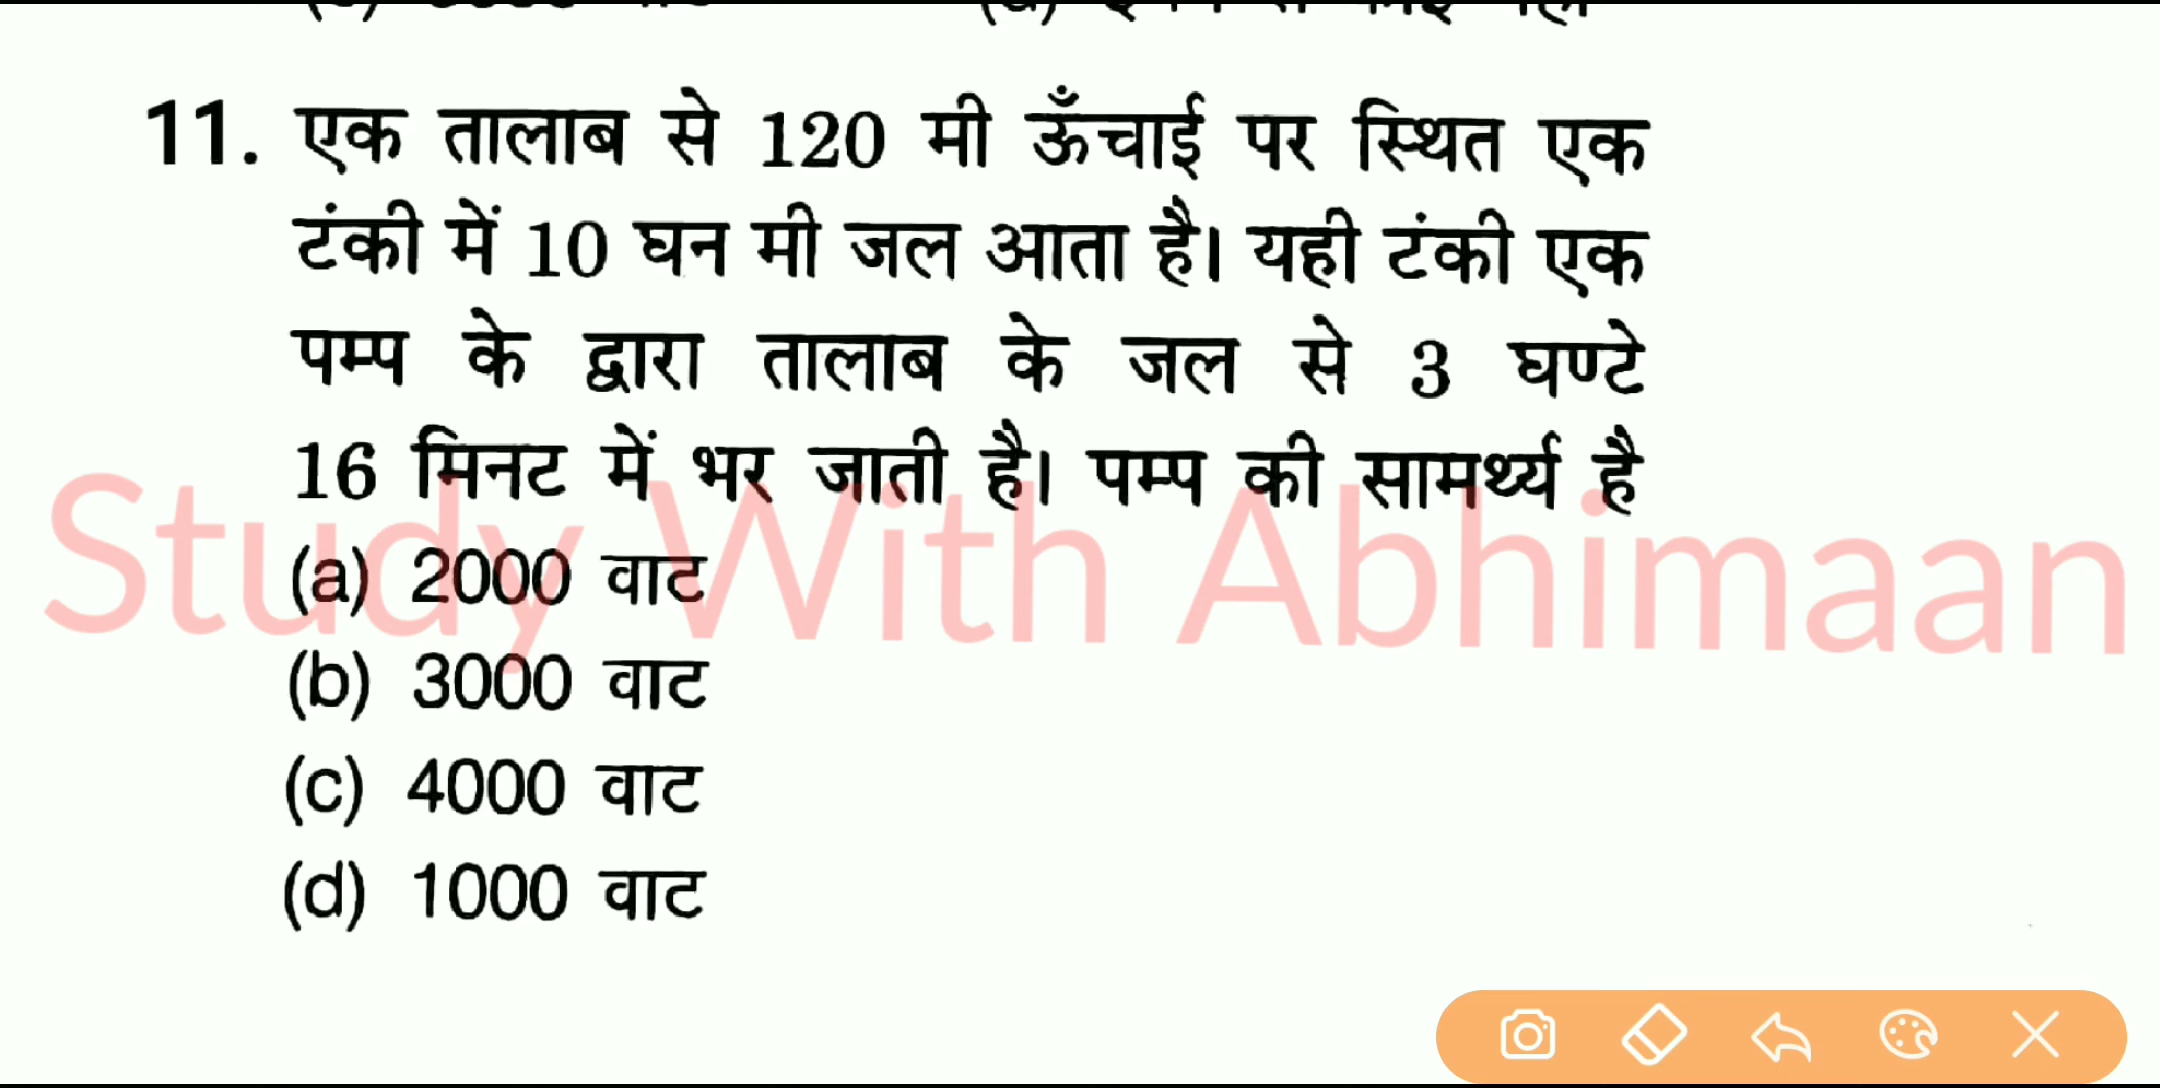 11. एक तालाब से 120 मी ऊँचाई पर स्थित एक
टंकी में 10 घन मी जल आता है। यही टंकी एक
पम्प के द्वारा तालाब के जल से 3 घण्टे
16 मिनट में भर जाती है। पम्प की सामर्थ्य है
Study With Abhimaan
(a) 2000 वाट
(b) 3000 वाट
(c) 4000 वाट
(d) 1000 वाट